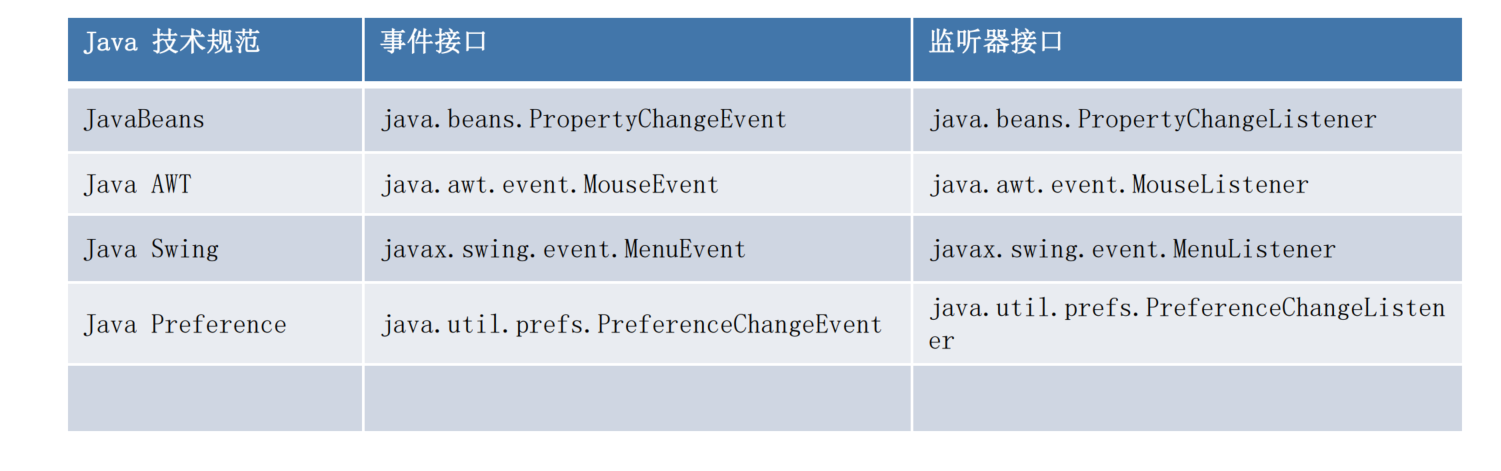 Java 技术规范 事件接口 监听器接口
JavaBeans java.beans.PropertyChangeEvent java.beans.PropertyChangeListener
Java AWT java.awt.event.MouseEvent java.awt.event.MouseListener
Java Swing javax.swing.event.MenuEvent javax.swing.event.MenuListener
Java Preference java.util.prefs.PreferenceChangeEvent java.util.prefs.PreferenceChangeListen
er